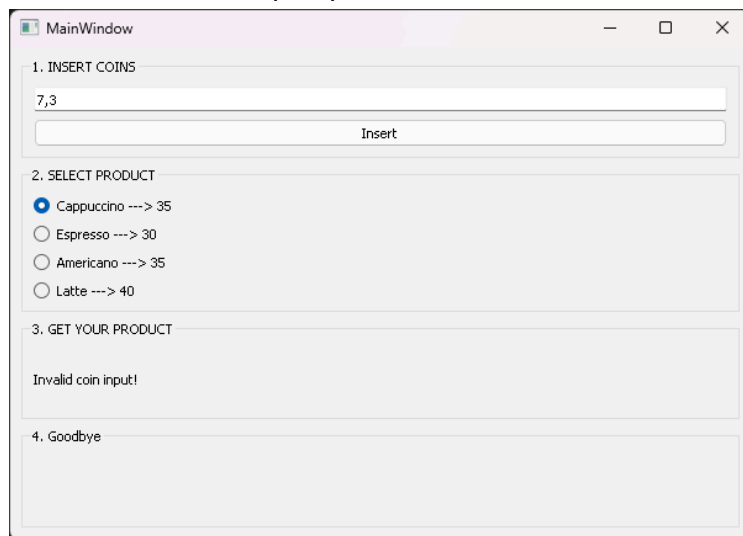 MainWindow
1. INSERT COINS
7,3
Insert
2. SELECT PRODUCT
Cappuccino ---> 35
Espresso ---> 30
Americano ---> 35
Latte ---> 40
3. GET YOUR PRODUCT
Invalid coin input!
4. Goodbye